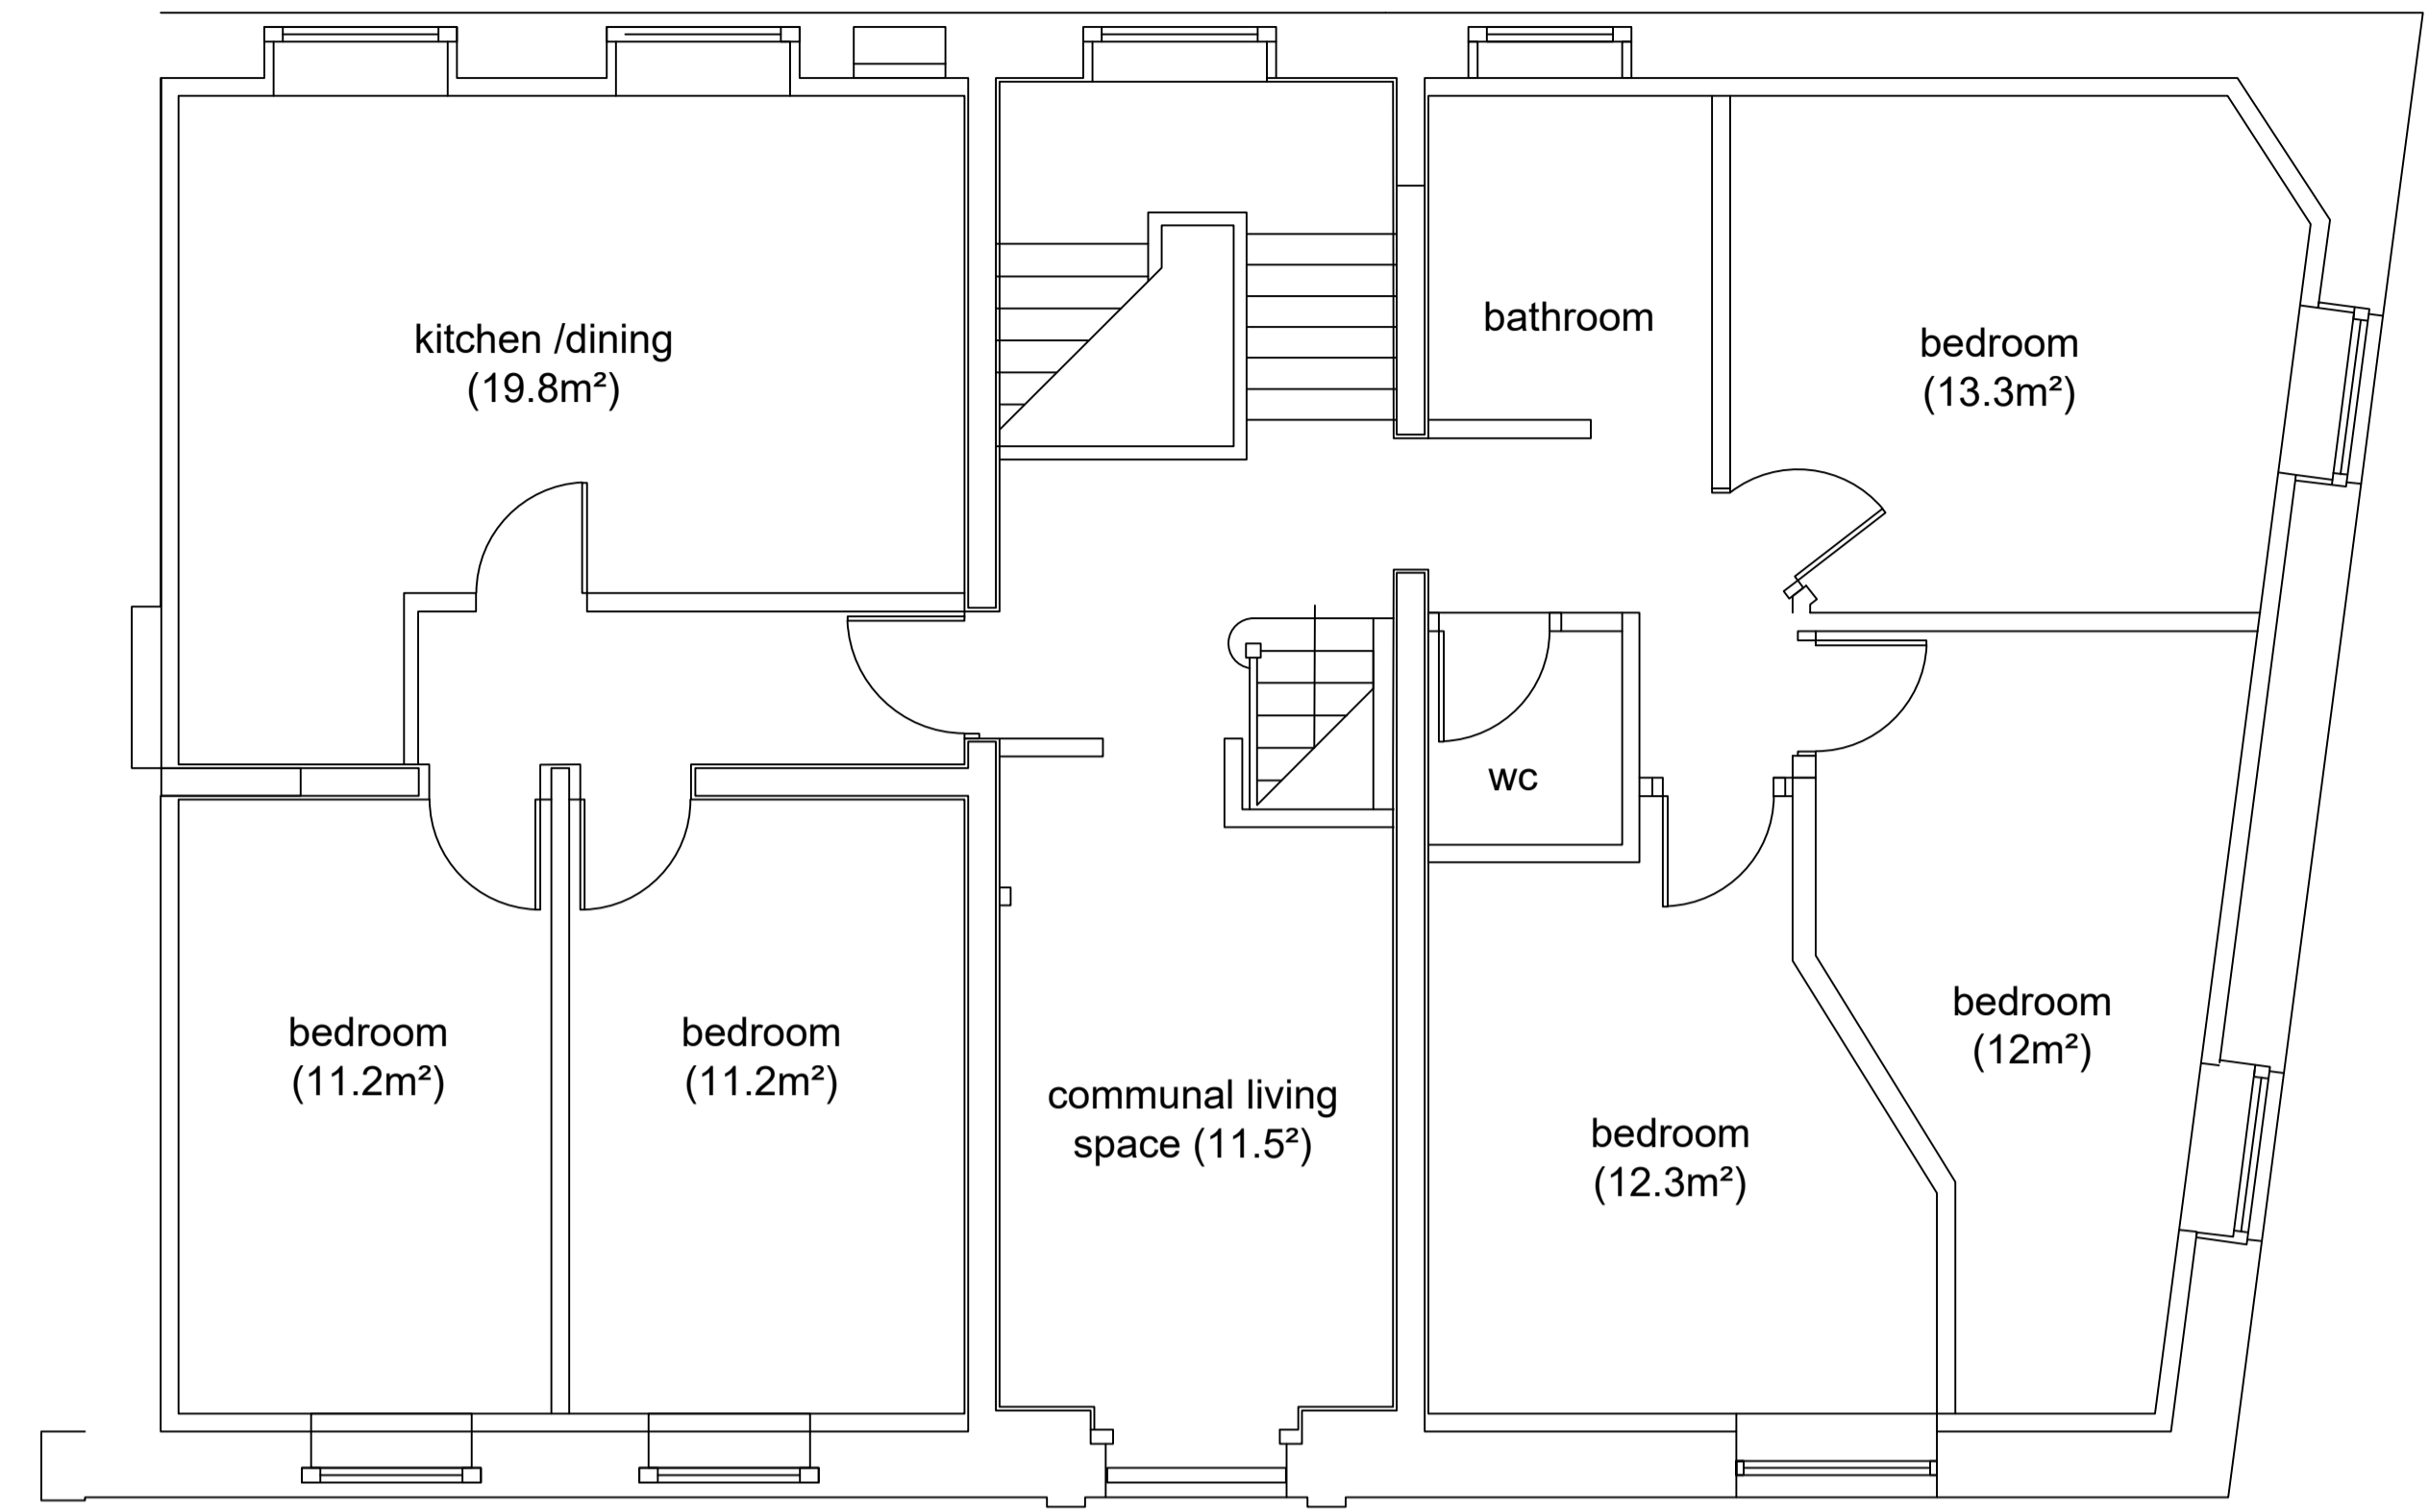 kitchen /dining
(19.8m²)
bathroom
bedroom
(13.3m²)
wc
bedroom
(11.2m²)
bedroom
(11.2m²)
communal living
space (11.5²)
bedroom
(12.3m²)
bedroom
(12m²)